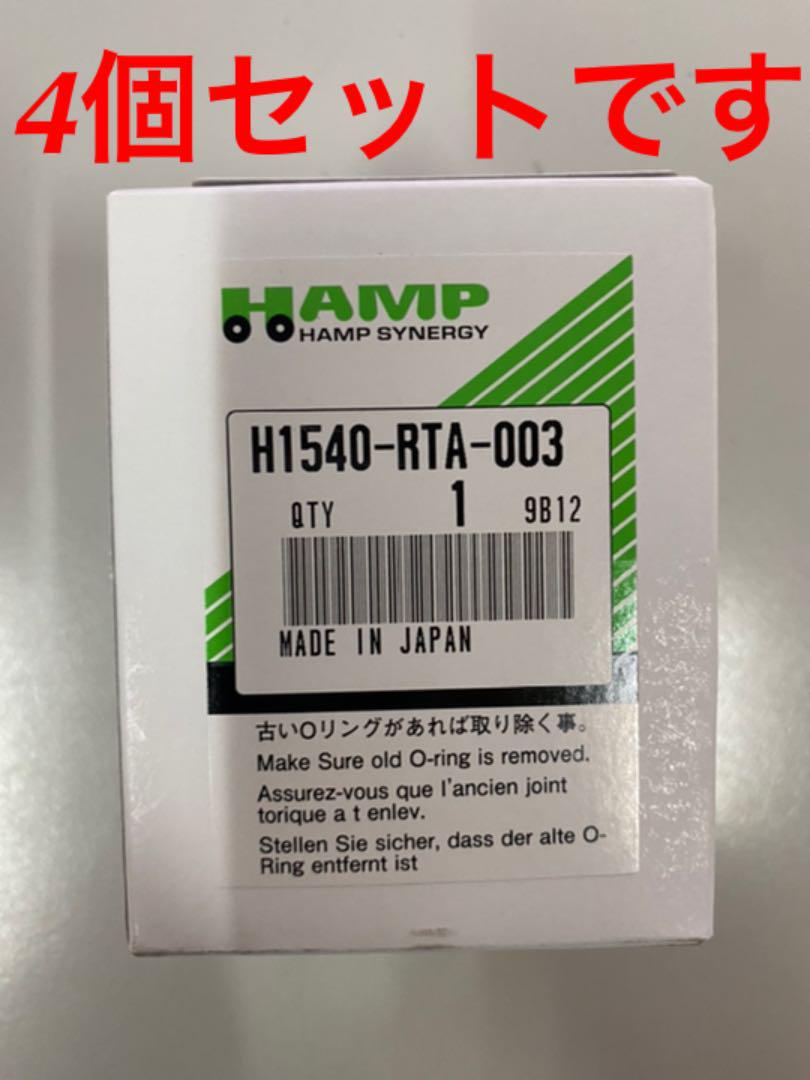 4個セットです
HAMP
HAMP SYNERGY
H1540-RTA-003
QTY 1 9B12
MADE IN JAPAN
古いOリングがあれば取り除く事。
Make Sure old O-ring is removed.
Assurez-vous que l'ancien joint
torique a t enlev.
Stellen Sie sicher, dass der alte O-
Ring entfernt ist